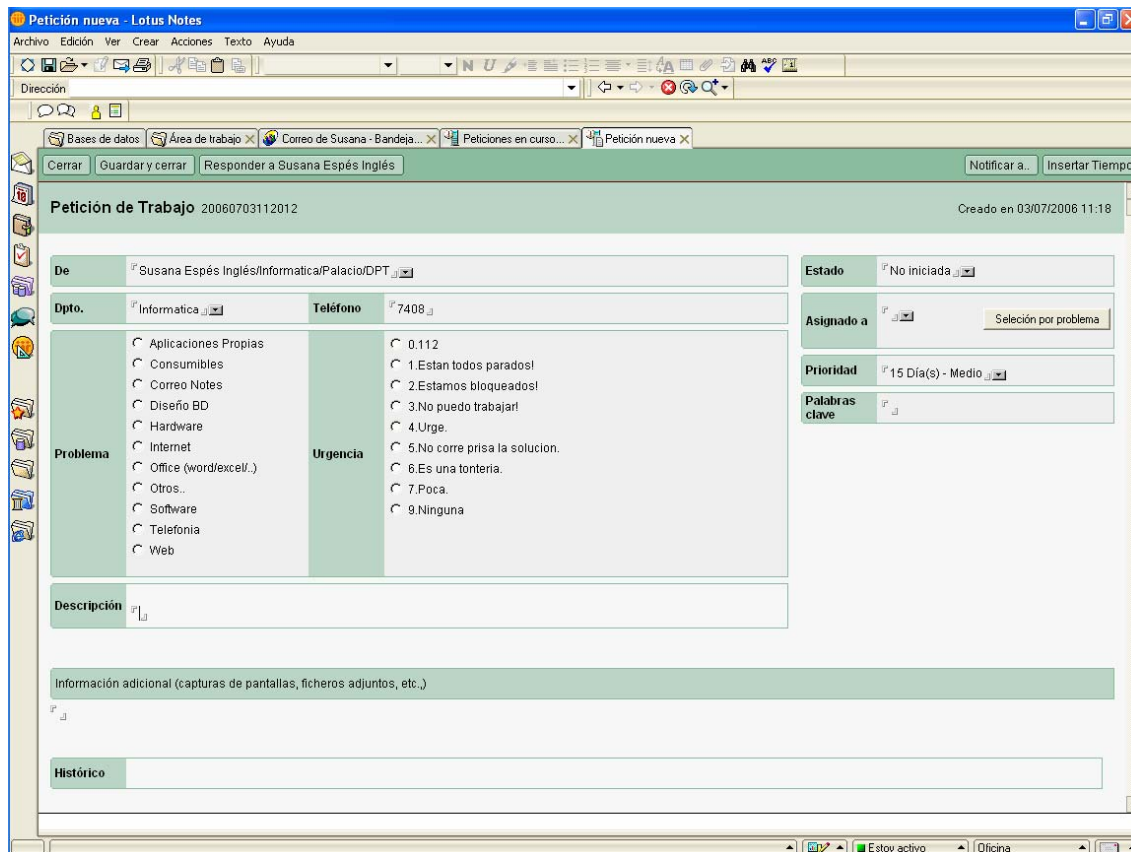 Petición nueva - Lotus Notes
Archivo Edición Ver Crear Acciones Texto Ayuda
N U ABC
Dirección
Bases de datos Área de trabajo Correo de Susana - Bandeja... Peticiones en curso... Petición nueva
Cerrar Guardar y cerrar Responder a Susana Espés Inglés Notificar a.. Insertar Tiempo
Petición de Trabajo 20060703112012 Creado en 03/07/2006 11:18
De Susana Espés Inglés/Informatica/Palacio/DPT Estado No iniciada
Dpto. Informatica Teléfono 7408 Asignado a Seleción por problema
Prioridad 15 Día(s) - Medio
Palabras clave
Problema
Aplicaciones Propias
Consumibles
Correo Notes
Diseño BD
Hardware
Internet
Office (word/excel/..)
Otros..
Software
Telefonia
Web
Urgencia
0.112
1.Estan todos parados!
2.Estamos bloqueados!
3.No puedo trabajar!
4.Urge.
5.No corre prisa la solucion.
6.Es una tonteria.
7.Poca.
9.Ninguna
Descripción
Información adicional (capturas de pantallas, ficheros adjuntos, etc.,)
Histórico
Estoy activo Oficina